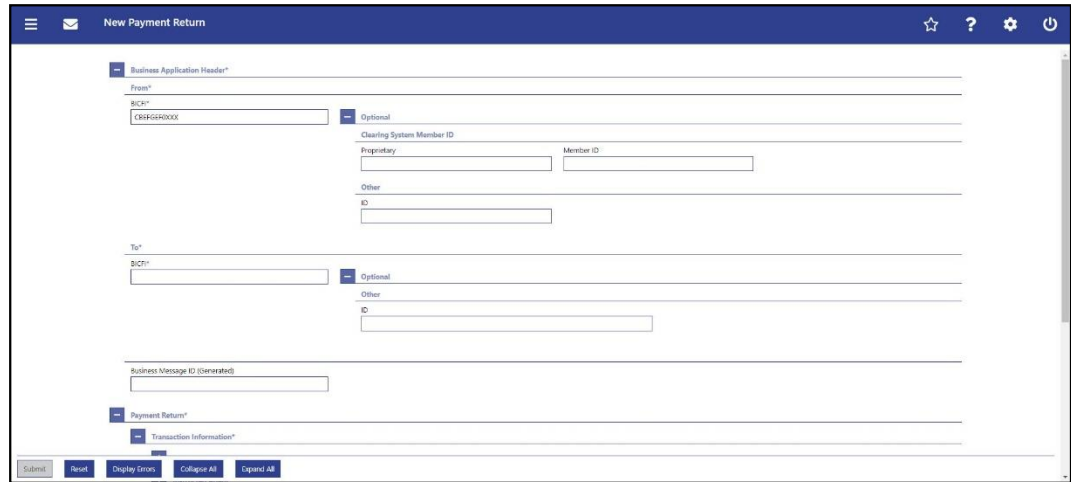 New Payment Return
Business Application Header*
From*
BICFI*
CBEFGEF0XXX
Optional
Clearing System Member ID
Proprietary Member ID
Other
ID
To*
BICFI*
Optional
Other
ID
Business Message ID (Generated)
Payment Return*
Transaction Information*
Submit Reset Display Errors Collapse All Expand All